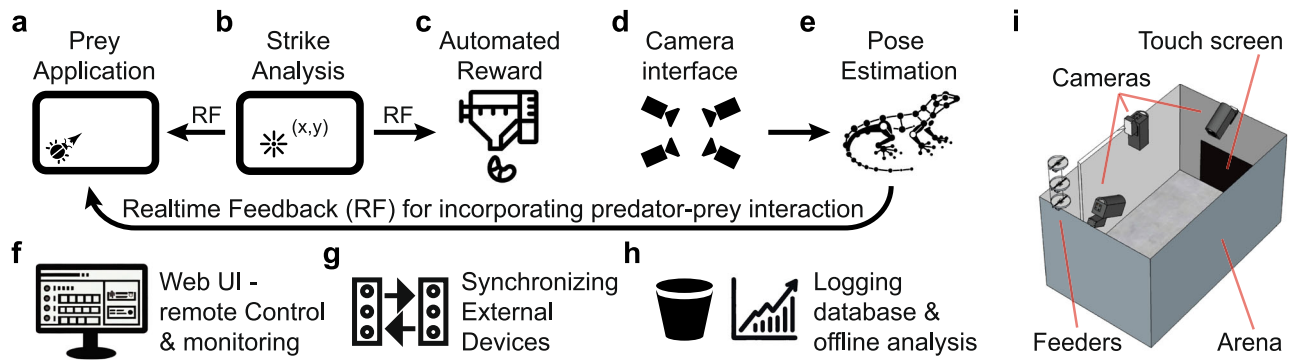 a
Prey
Application
RF
b
Strike
Analysis
(x,y)
RF
c
Automated
Reward
d
Camera
interface
e
Pose
Estimation
Realtime Feedback (RF) for incorporating predator-prey interaction
f
Web UI -
remote Control
& monitoring
g
Synchronizing
External
Devices
h
Logging
database &
offline analysis
i
Touch screen
Cameras
Feeders
Arena